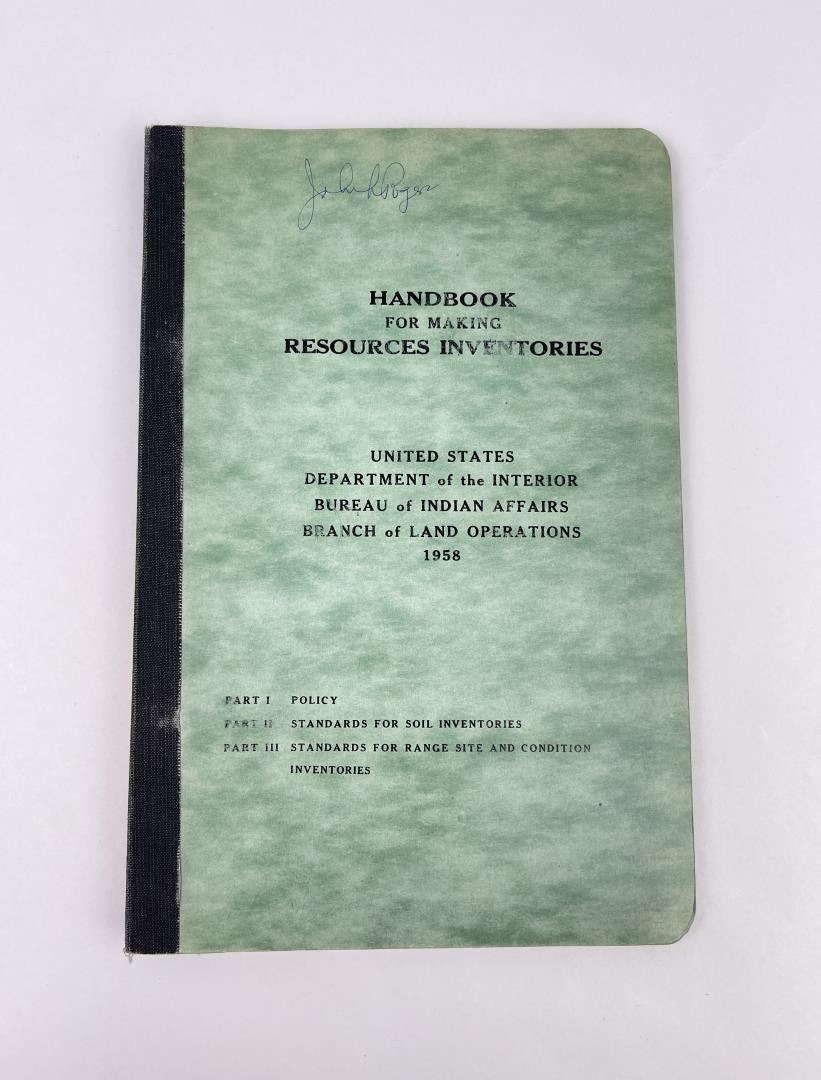 HANDBOOK
FOR MAKING
RESOURCES INVENTORIES
UNITED STATES
DEPARTMENT of the INTERIOR
BUREAU of INDIAN AFFAIRS
BRANCH of LAND OPERATIONS
1958
PART I POLICY
PART II STANDARDS FOR SOIL INVENTORIES
PART III STANDARDS FOR RANGE SITE AND CONDITION
INVENTORIES